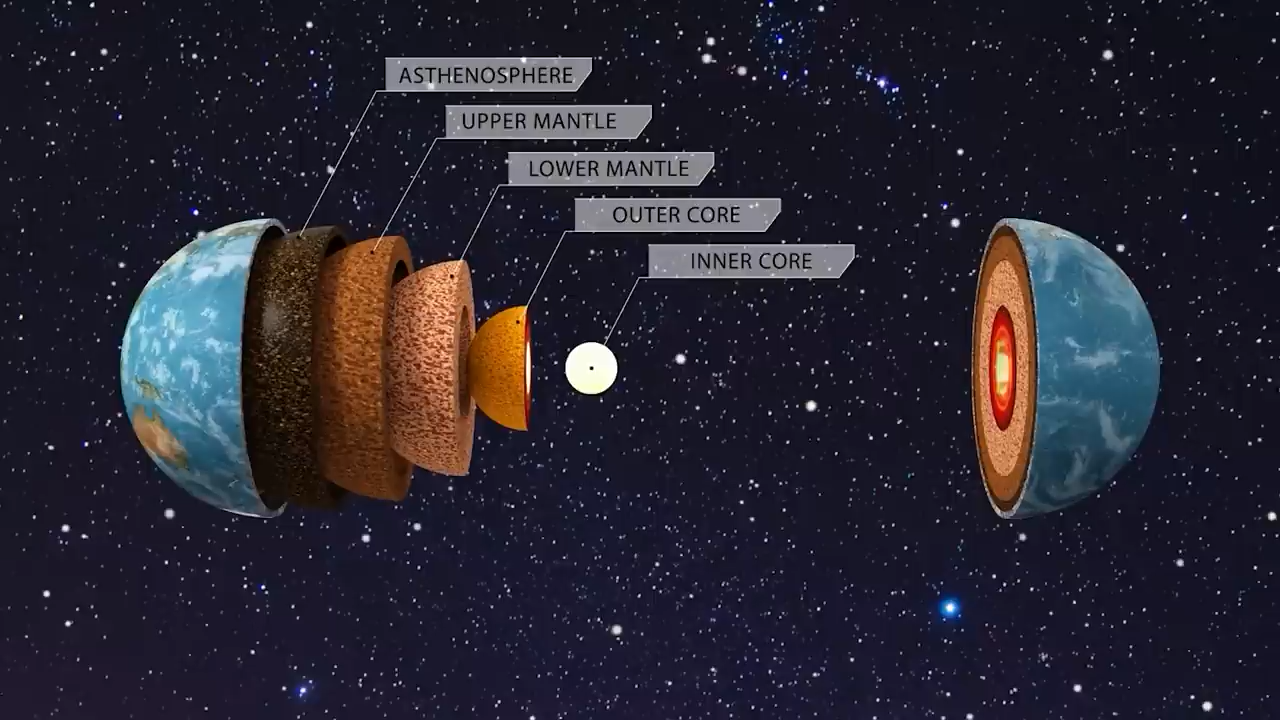 ASTHENOSPHERE
UPPER MANTLE
LOWER MANTLE
OUTER CORE
INNER CORE